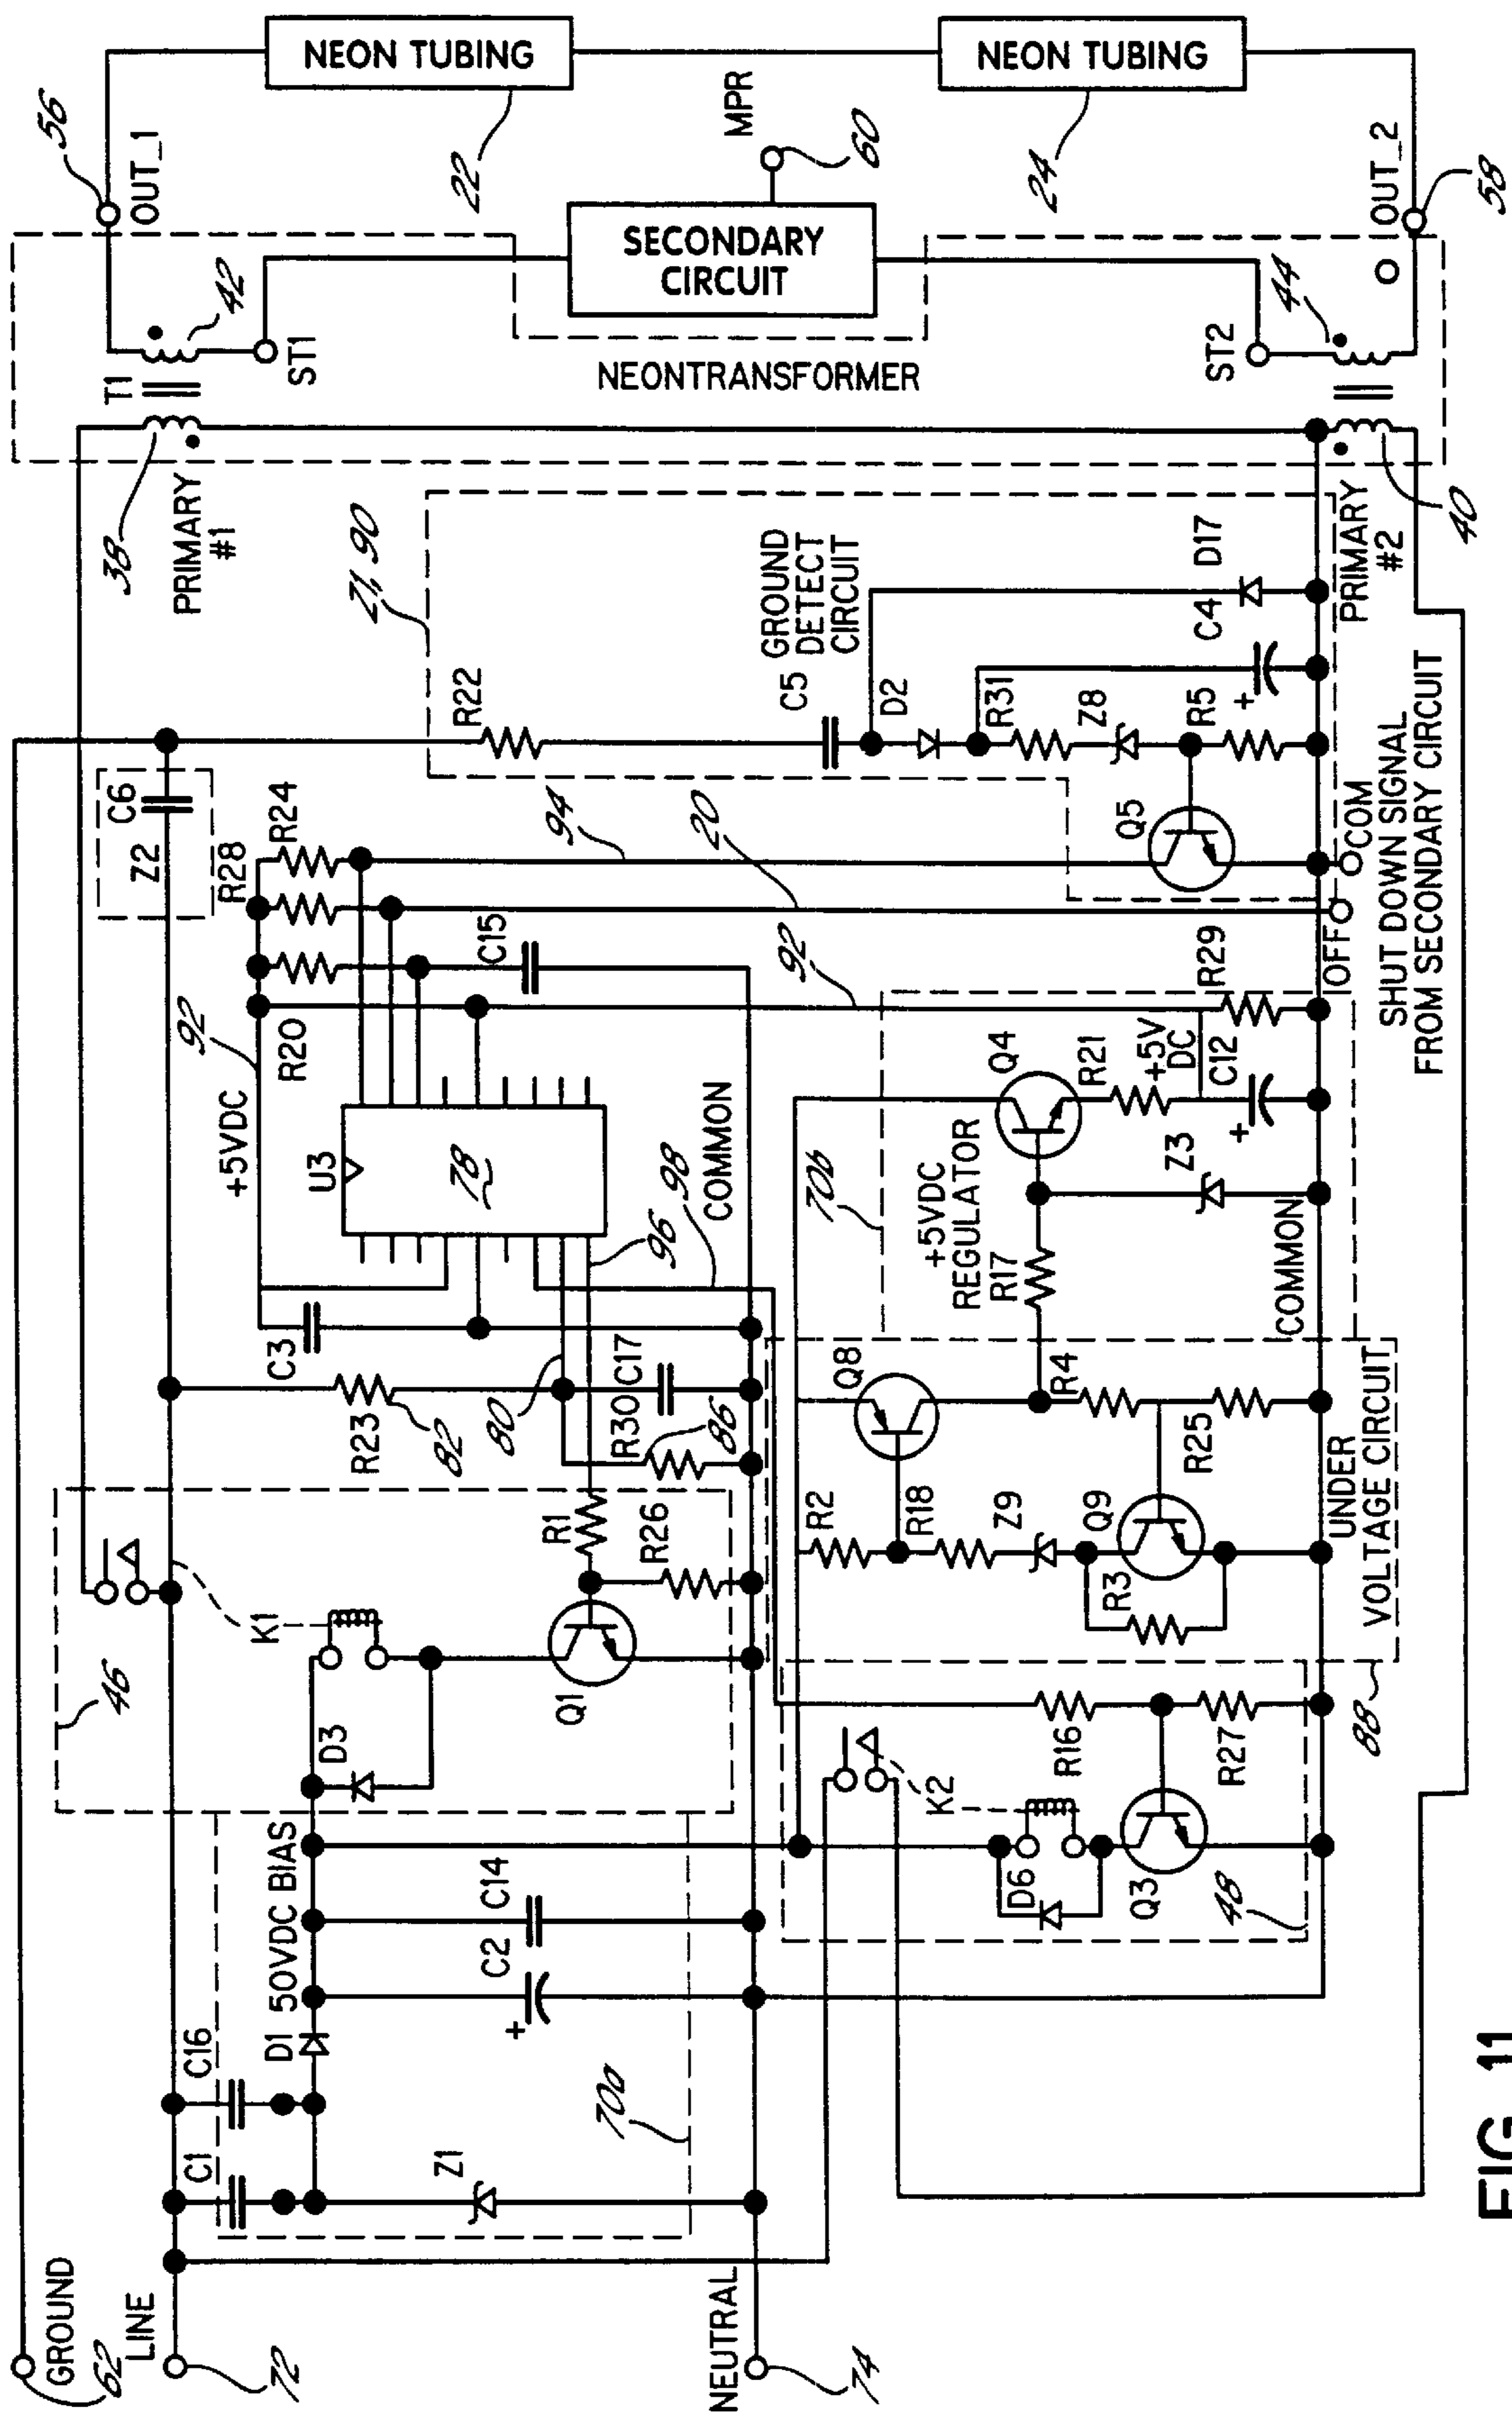 GROUND
62
LINE
72
NEUTRAL
74
C1
C16
D1
50VDC BIAS
Z1
C2
+
C14
70a
46
D3
K1
Q1
R1
R26
R23
82
80
R30
C17
86
C3
+5VDC
92
R20
U3
78
96
98
COMMON
Z2
C6
R28
R24
C15
94
20
92
R22
21, 90
C5
GROUND
DETECT
CIRCUIT
D2
R31
Z8
R5
+
C4
D17
Q5
COM
OFF
SHUT DOWN SIGNAL
FROM SECONDARY CIRCUIT
D6
K2
Q3
48
R16
R27
88
R2
R18
Z9
R3
Q9
Q8
R4
R25
UNDER
VOLTAGE CIRCUIT
70b
+5VDC
REGULATOR
R17
Q4
R21
+5V
DC
Z3
+
C12
R29
COMMON
38
PRIMARY
#1
T1
42
ST1
56
OUT_1
NEON TUBING
22
SECONDARY
CIRCUIT
MPR
60
NEONTRANSFORMER
NEON TUBING
24
ST2
44
OUT_2
58
PRIMARY
#2
40
FIG. 11